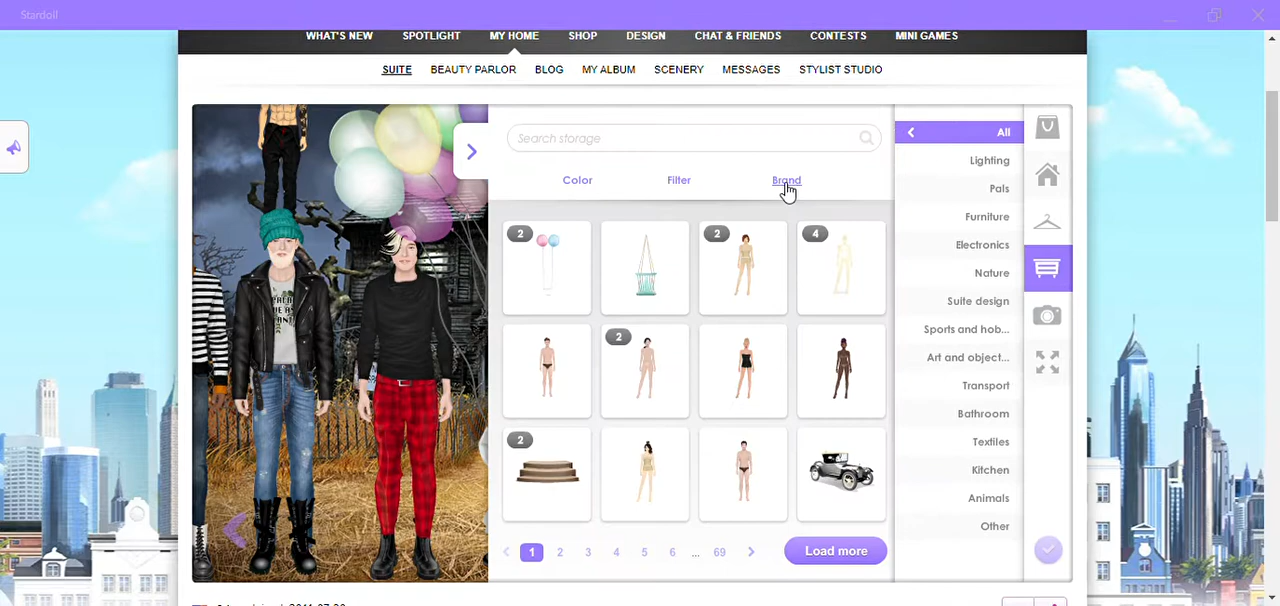 Stardoll
WHAT'S NEW SPOTLIGHT MY HOME SHOP DESIGN CHAT & FRIENDS CONTESTS MINI GAMES
SUITE BEAUTY PARLOR BLOG MY ALBUM SCENERY MESSAGES STYLIST STUDIO
Search storage
Color Filter Brand
All
Lighting
Pals
Furniture
Electronics
Nature
Suite design
Sports and hob...
Art and object...
Transport
Bathroom
Textiles
Kitchen
Animals
Other
2 2 4
2
2
1 2 3 4 5 6 ... 69 Load more